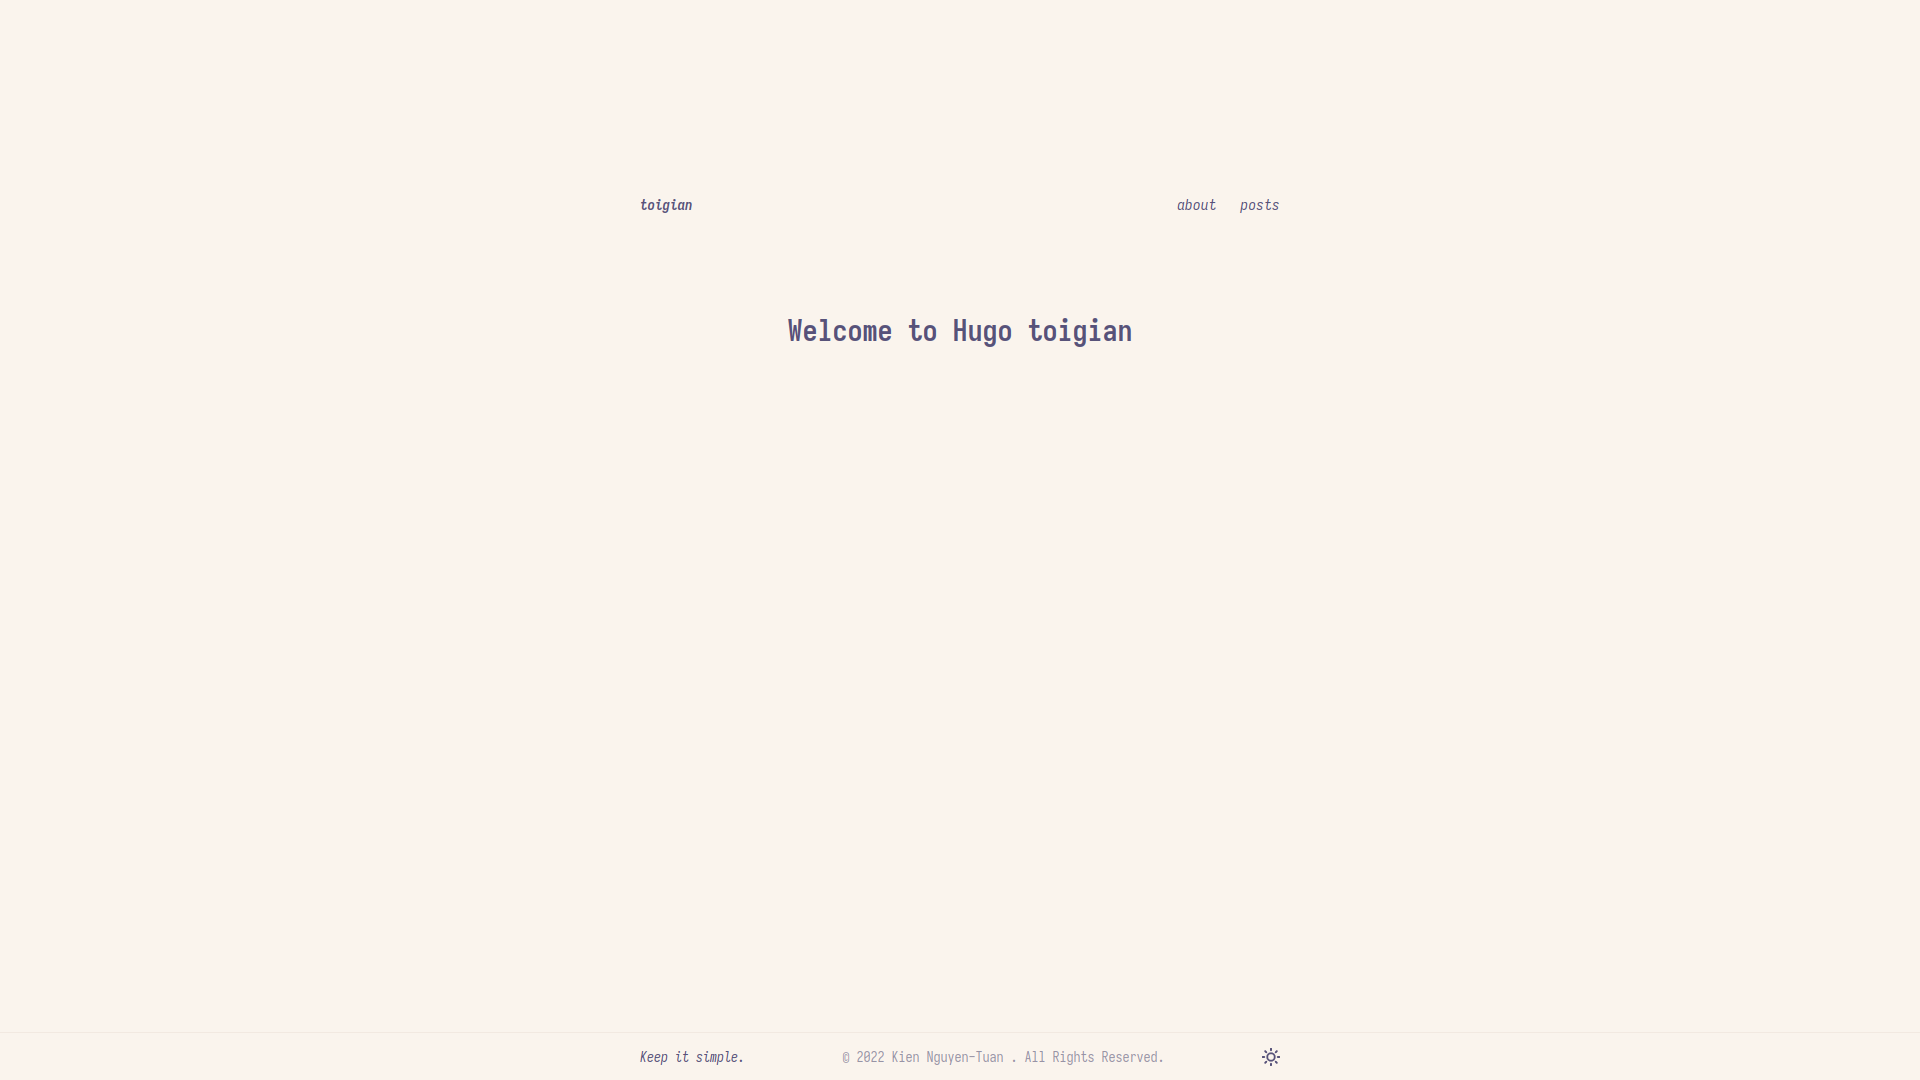 toigian about posts
Welcome to Hugo toigian
Keep it simple. © 2022 Kien Nguyen-Tuan . All Rights Reserved.